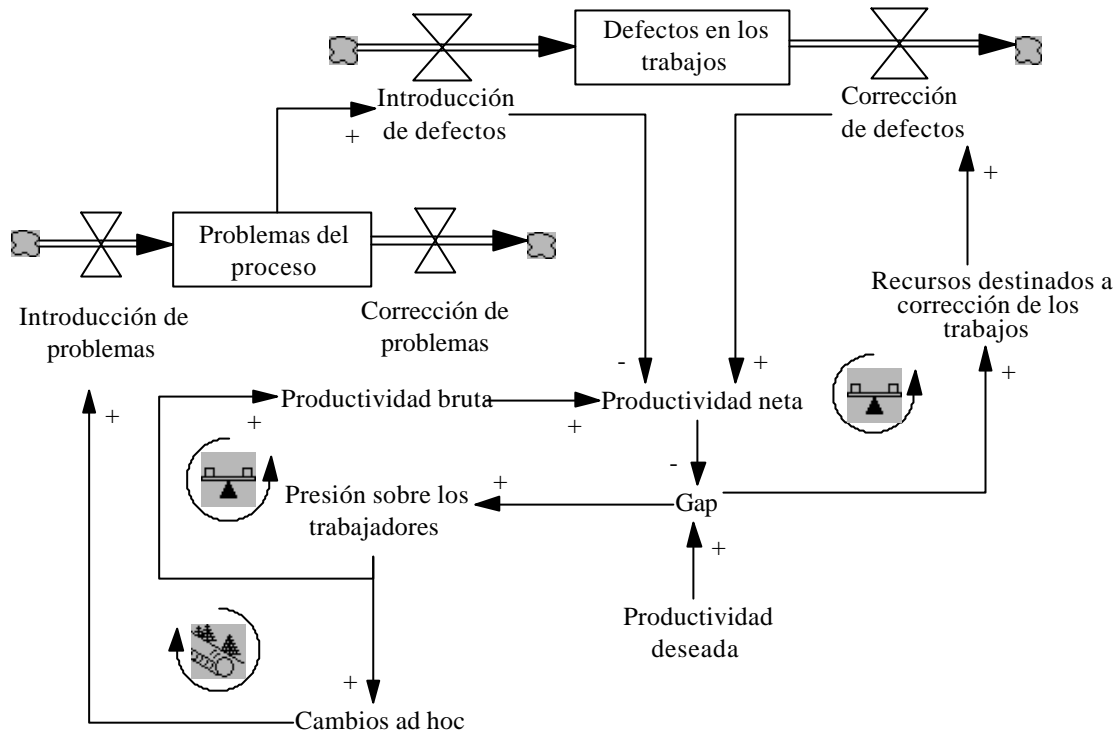 Defectos en los
trabajos
Introducción
de defectos
+
Corrección
de defectos
+
Problemas del
proceso
Introducción de
problemas
Corrección de
problemas
Recursos destinados a
corrección de los
trabajos
+
-
+
+
Productividad bruta
+
+
Productividad neta
-
+
Presión sobre los
trabajadores
Gap
+
Productividad
deseada
+
Cambios ad hoc